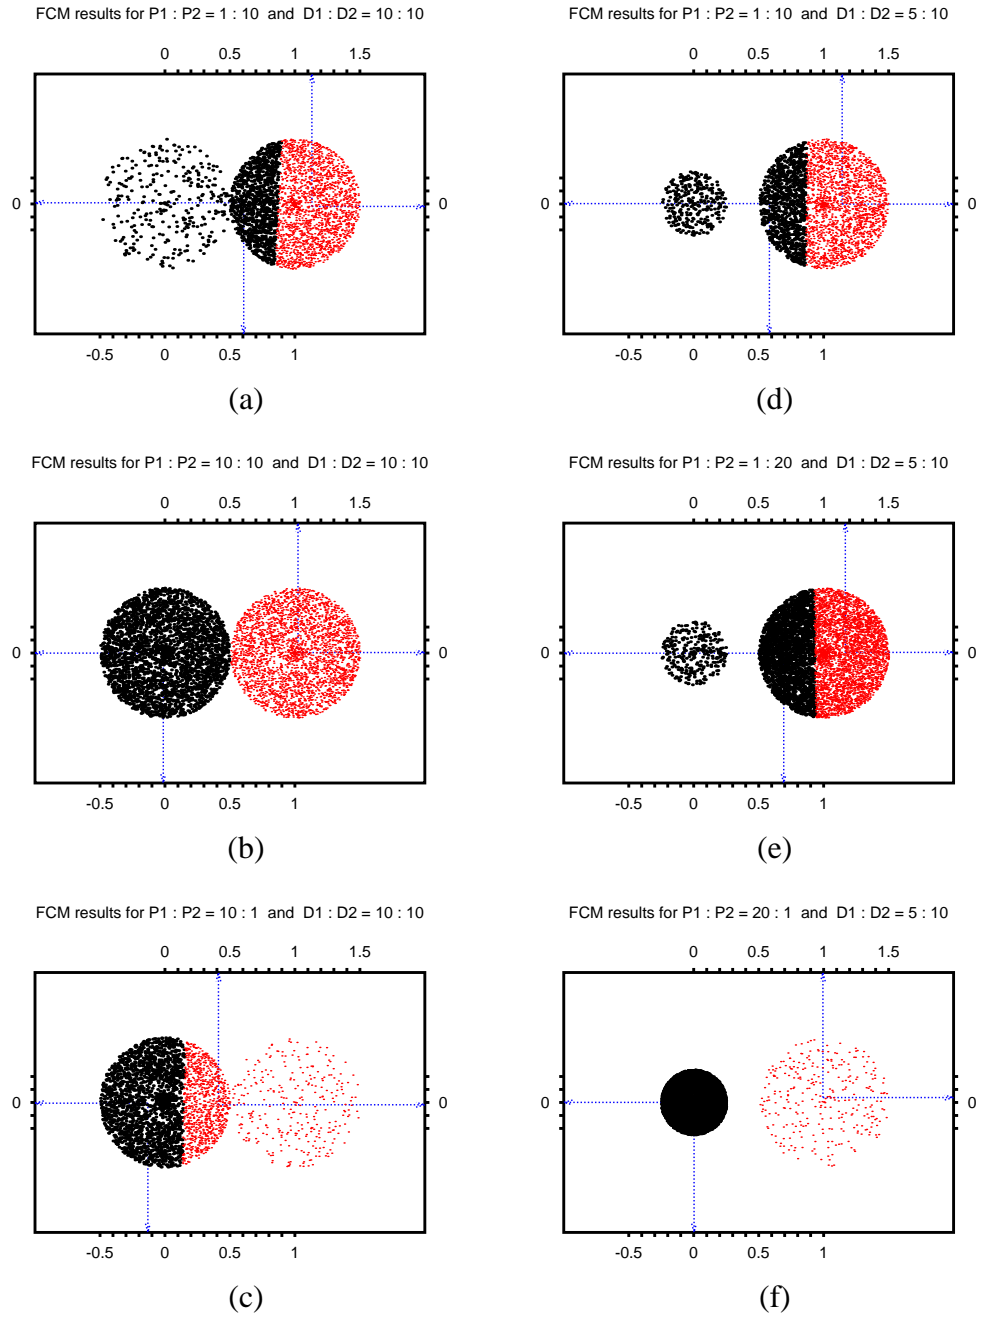 FCM results for P1 : P2 = 1 : 10 and D1 : D2 = 10 : 10
0 0.5 1 1.5
0 0
-0.5 0 0.5 1
(a)
FCM results for P1 : P2 = 1 : 10 and D1 : D2 = 5 : 10
0 0.5 1 1.5
0 0
-0.5 0 0.5 1
(d)
FCM results for P1 : P2 = 10 : 10 and D1 : D2 = 10 : 10
0 0.5 1 1.5
0 0
-0.5 0 0.5 1
(b)
FCM results for P1 : P2 = 1 : 20 and D1 : D2 = 5 : 10
0 0.5 1 1.5
0 0
-0.5 0 0.5 1
(e)
FCM results for P1 : P2 = 10 : 1 and D1 : D2 = 10 : 10
0 0.5 1 1.5
0 0
-0.5 0 0.5 1
(c)
FCM results for P1 : P2 = 20 : 1 and D1 : D2 = 5 : 10
0 0.5 1 1.5
0 0
-0.5 0 0.5 1
(f)